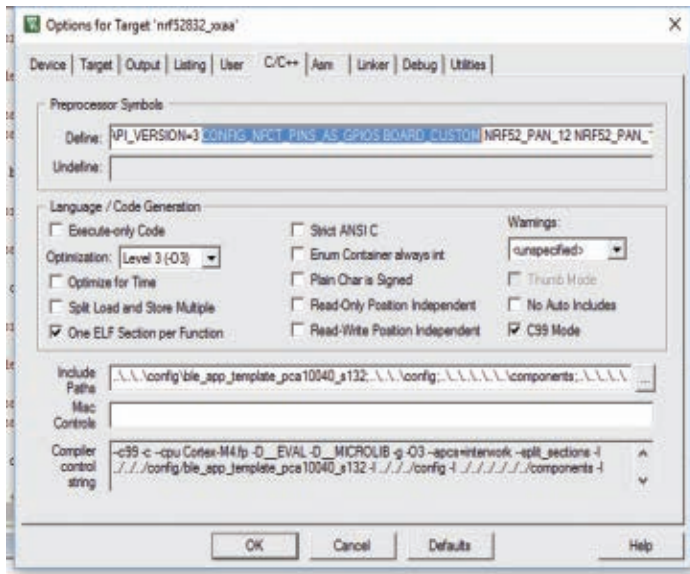 Options for Target 'nrf52832_xxaa'
Device | Target | Output | Listing | User | C/C++ | Asm | Linker | Debug | Utilities
Preprocessor Symbols
Define: API_VERSION=3 CONFIG_NFCT_PINS_AS_GPIOS BOARD_CUSTOM NRF52_PAN_12 NRF52_PAN_
Undefine:
Language / Code Generation
Execute-only Code
Strict ANSI C
Warnings:
Optimization: Level 3 (-O3)
Enum Container always int
<unspecified>
Optimize for Time
Plain Char is Signed
Thumb Mode
Split Load and Store Multiple
Read-Only Position Independent
No Auto Includes
One ELF Section per Function
Read-Write Position Independent
C99 Mode
Include Paths
..\..\..\config\ble_app_template_pca10040_s132;..\..\..\config;..\..\..\..\..\..\components;..\..\..\..\
...
Misc Controls
Compiler control string
--c99 -c --cpu Cortex-M4.fp -D__EVAL -D__MICROLIB -g -O3 --apcs=interwork --split_sections -I
../../../config/ble_app_template_pca10040_s132 -I ../../../config -I ../../../../../../components -I
OK
Cancel
Defaults
Help